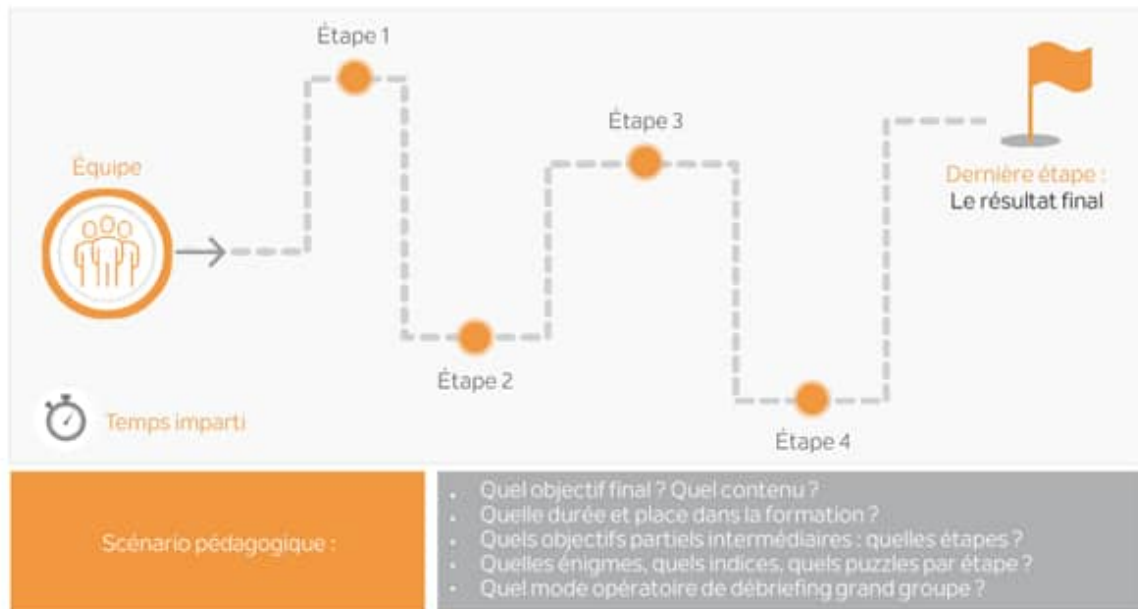 Étape 1
Étape 3
Équipe
Dernière étape :
Le résultat final
Étape 2
Temps imparti
Étape 4
Scénario pédagogique :
• Quel objectif final ? Quel contenu ?
• Quelle durée et place dans la formation ?
• Quels objectifs partiels intermédiaires : quelles étapes ?
• Quelles énigmes, quels indices, quels puzzles par étape ?
• Quel mode opératoire de débriefing grand groupe ?